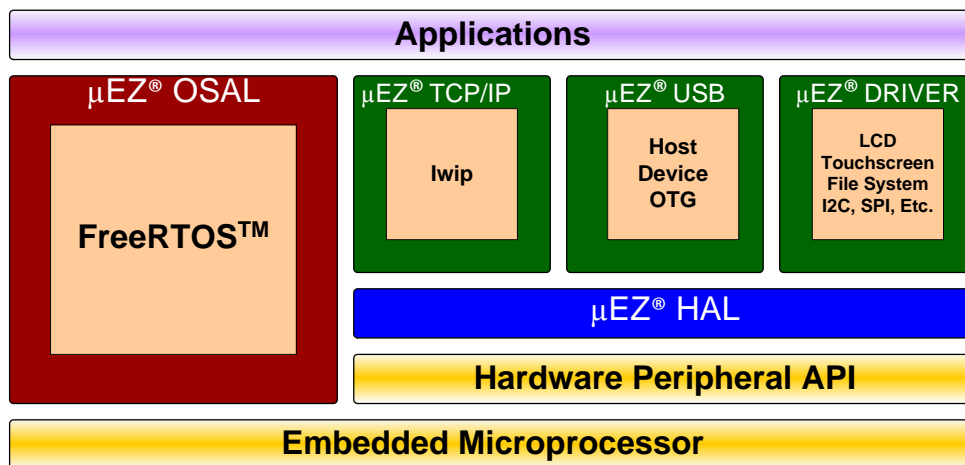 Applications
µEZ® OSAL
FreeRTOS™
µEZ® TCP/IP
lwip
µEZ® USB
Host
Device
OTG
µEZ® DRIVER
LCD
Touchscreen
File System
I2C, SPI, Etc.
µEZ® HAL
Hardware Peripheral API
Embedded Microprocessor